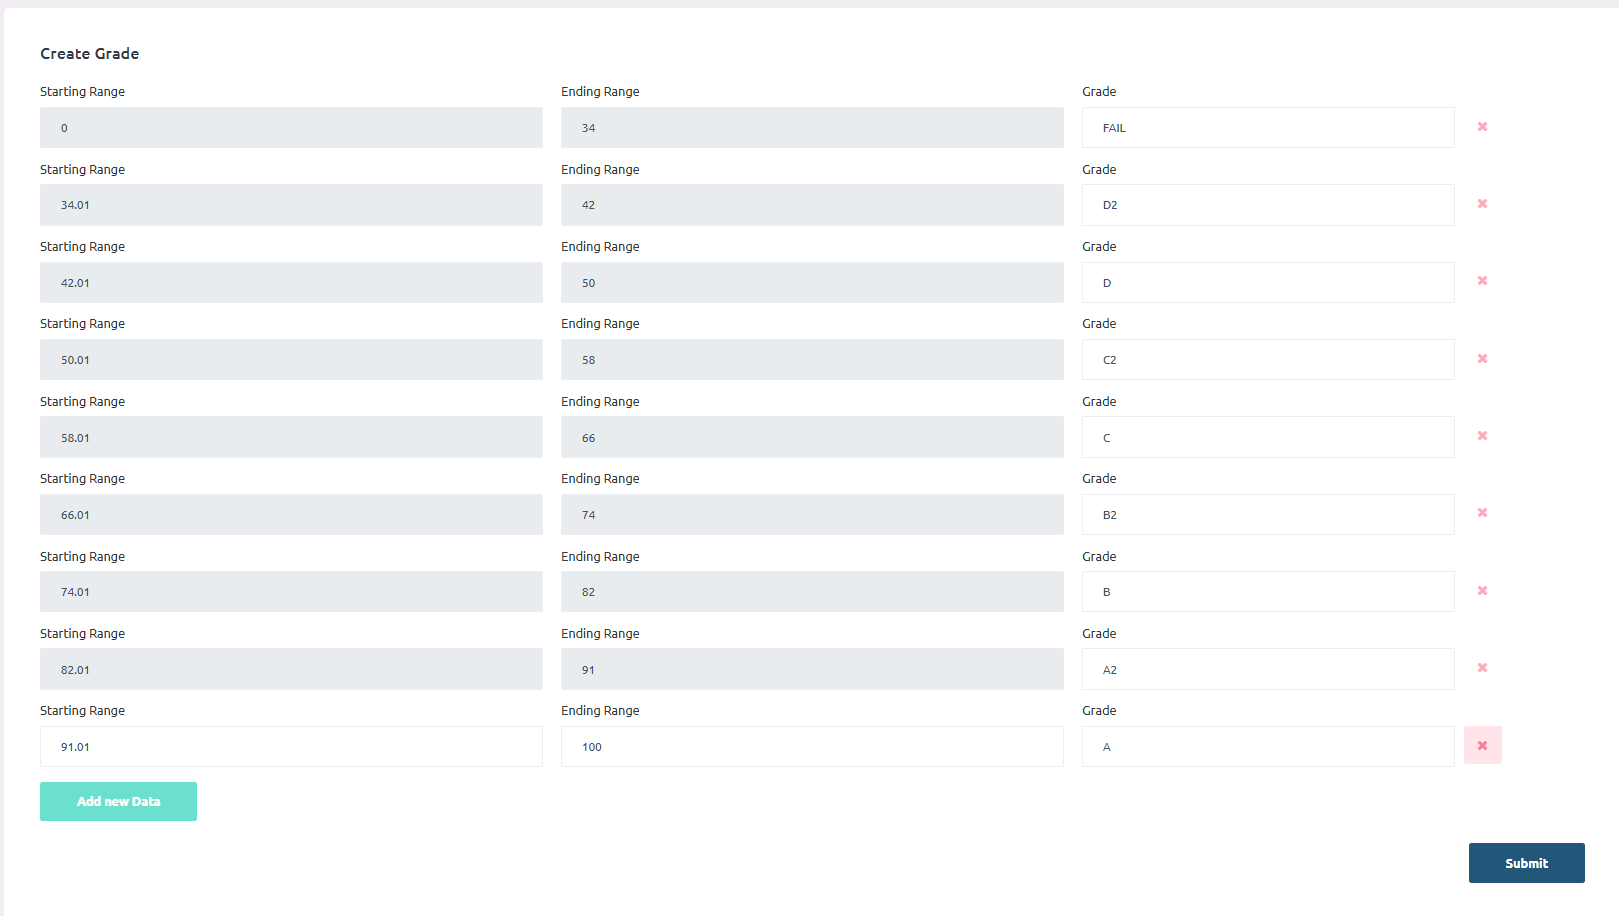 Create Grade
Starting Range Ending Range Grade
0 34 FAIL
Starting Range Ending Range Grade
34.01 42 D2
Starting Range Ending Range Grade
42.01 50 D
Starting Range Ending Range Grade
50.01 58 C2
Starting Range Ending Range Grade
58.01 66 C
Starting Range Ending Range Grade
66.01 74 B2
Starting Range Ending Range Grade
74.01 82 B
Starting Range Ending Range Grade
82.01 91 A2
Starting Range Ending Range Grade
91.01 100 A
Add new Data
Submit